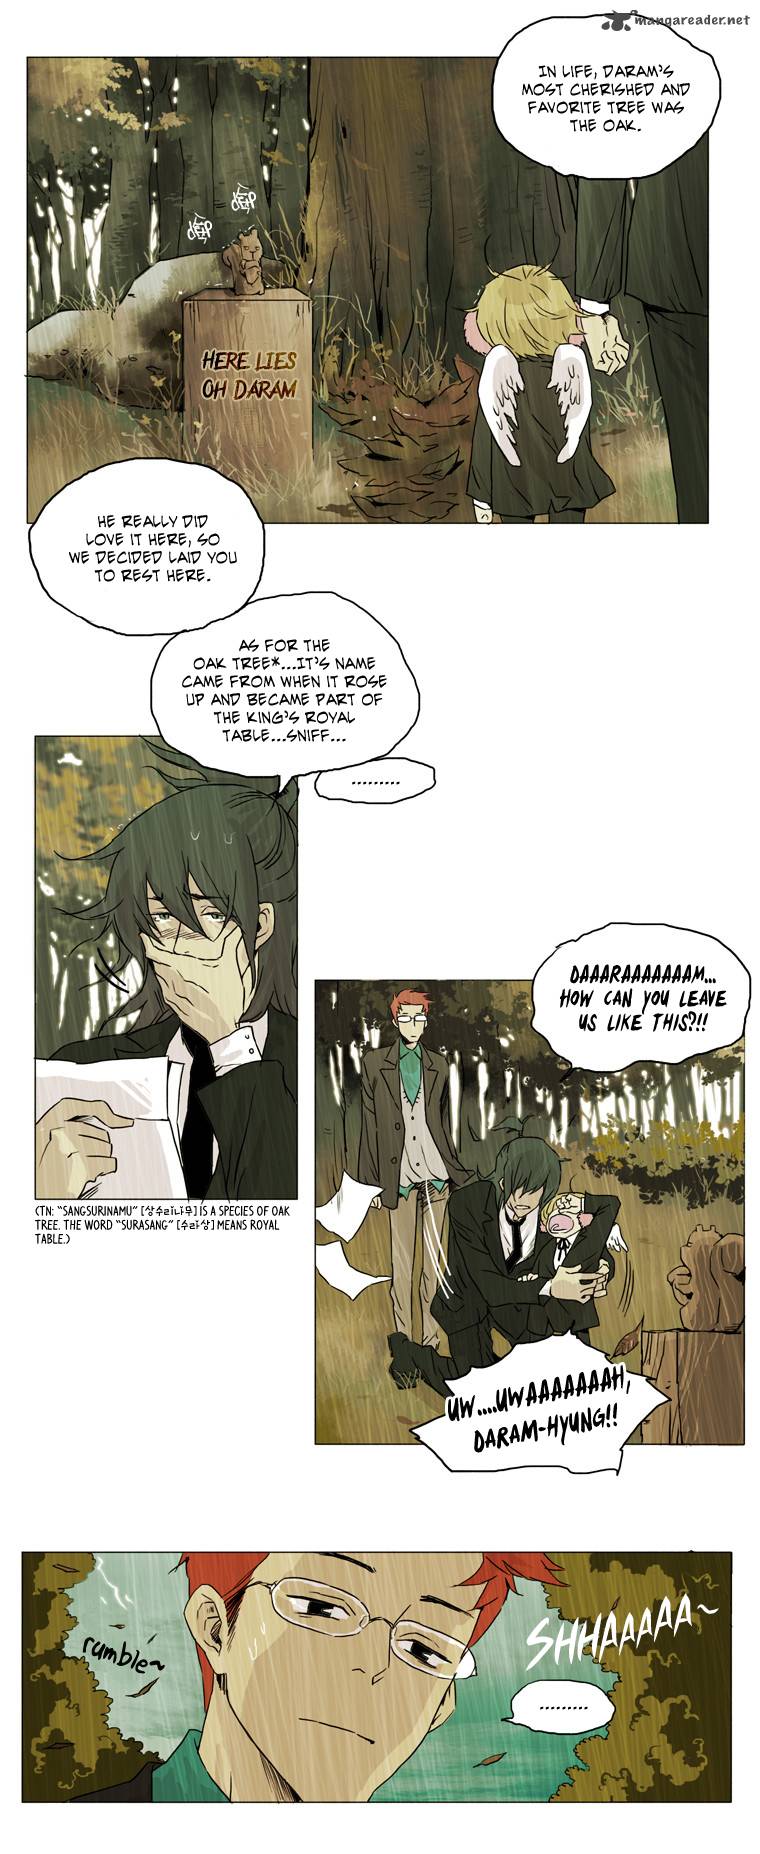 mangareader.net
IN LIFE, DARAM'S
MOST CHERISHED AND
FAVORITE TREE WAS
THE OAK.
DRIP
DRIP
HERE LIES
OH DARAM
HE REALLY DID
LOVE IT HERE, SO
WE DECIDED LAID YOU
TO REST HERE.
AS FOR THE
OAK TREE*...IT'S NAME
CAME FROM WHEN IT ROSE
UP AND BECAME PART OF
THE KING'S ROYAL
TABLE...SNIFF...
..........
(TN: "SANGSURINAMU" [상수리나무] IS A SPECIES OF OAK
TREE. THE WORD "SURASANG" [수라상] MEANS ROYAL
TABLE.)
DAAARAAAAAAM...
HOW CAN YOU LEAVE
US LIKE THIS?!!
UW....UWAAAAAAAH,
DARAM-HYUNG!!
rumble~
SHHAAAAA~
..........